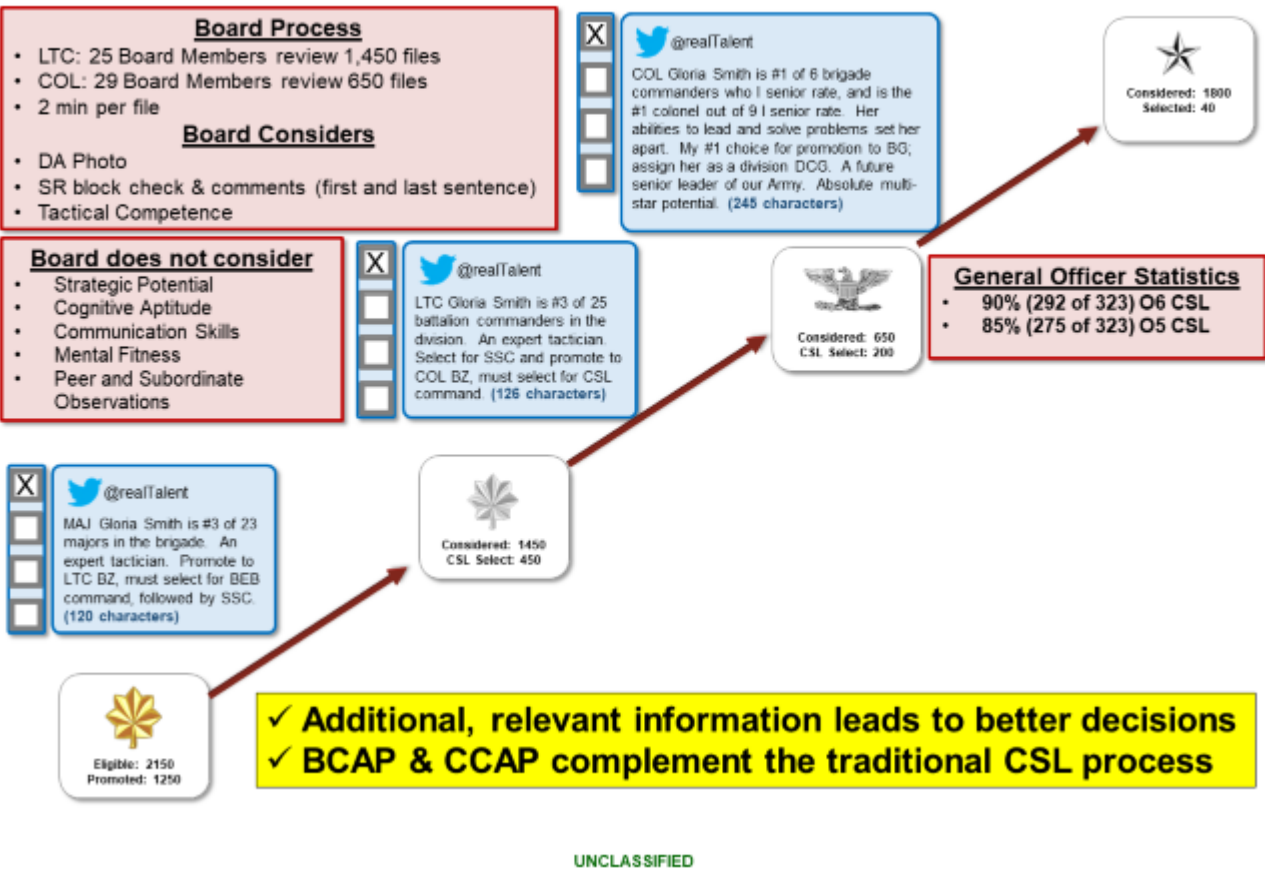 Board Process
• LTC: 25 Board Members review 1,450 files
• COL: 29 Board Members review 650 files
• 2 min per file
Board Considers
• DA Photo
• SR block check & comments (first and last sentence)
• Tactical Competence
X
@realTalent
COL Gloria Smith is #1 of 6 brigade
commanders who I senior rate, and is the
#1 colonel out of 9 I senior rate. Her
abilities to lead and solve problems set her
apart. My #1 choice for promotion to BG;
assign her as a division DCG. A future
senior leader of our Army. Absolute multi-
star potential. (245 characters)
Considered: 1800
Selected: 40
Board does not consider
• Strategic Potential
• Cognitive Aptitude
• Communication Skills
• Mental Fitness
• Peer and Subordinate
Observations
X
@realTalent
LTC Gloria Smith is #3 of 25
battalion commanders in the
division. An expert tactician.
Select for SSC and promote to
COL BZ, must select for CSL
command. (126 characters)
Considered: 650
CSL Select: 200
General Officer Statistics
• 90% (292 of 323) O6 CSL
• 85% (275 of 323) O5 CSL
X
@realTalent
MAJ Gloria Smith is #3 of 23
majors in the brigade. An
expert tactician. Promote to
LTC BZ, must select for BEB
command, followed by SSC.
(120 characters)
Considered: 1450
CSL Select: 450
Eligible: 2150
Promoted: 1250
✓ Additional, relevant information leads to better decisions
✓ BCAP & CCAP complement the traditional CSL process
UNCLASSIFIED